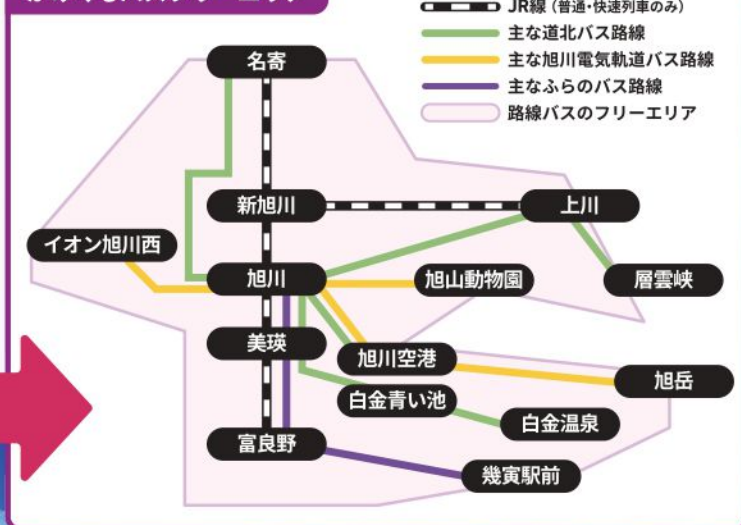 JR線（普通・快速列車のみ）
主な道北バス路線
主な旭川電気軌道バス路線
主なふらのバス路線
路線バスのフリーエリア
名寄
新旭川
上川
イオン旭川西
旭川
旭山動物園
層雲峡
美瑛
旭川空港
旭岳
白金青い池
白金温泉
富良野
幾寅駅前